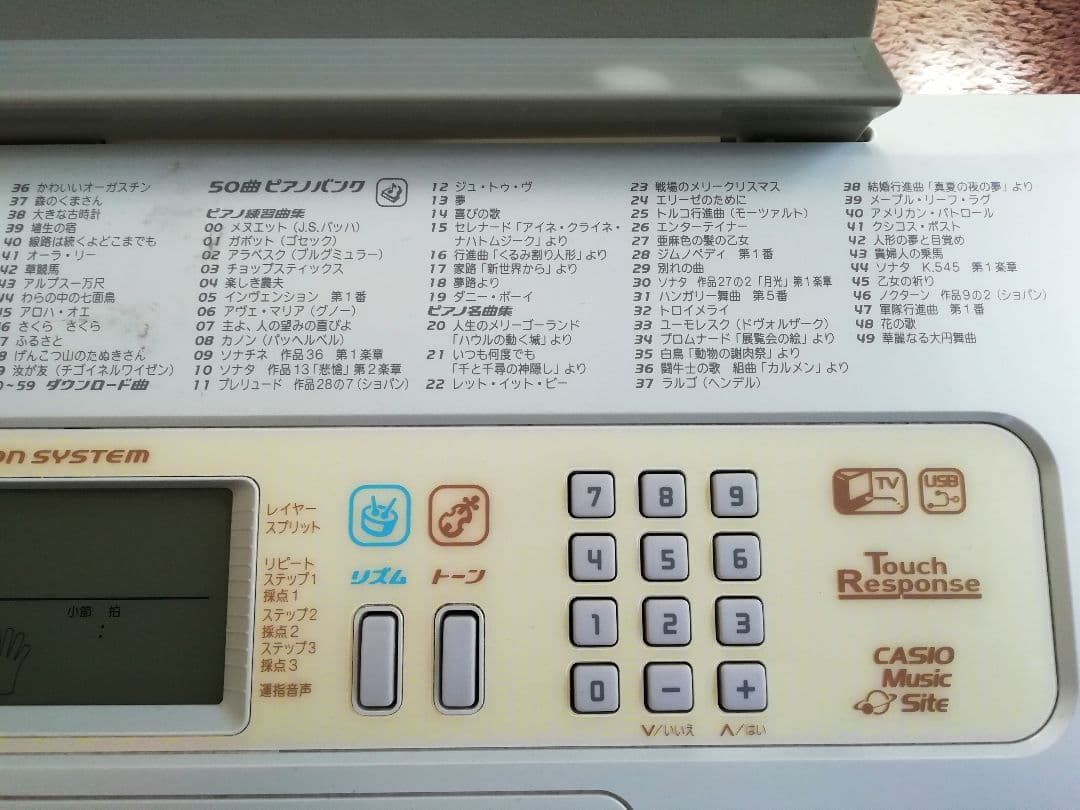 36 かわいいオーガスチン
37 森のくまさん
38 大きな古時計
39 埴生の宿
40 線路は続くよどこまでも
41 オーラ・リー
42 草競馬
43 アルプス一万尺
44 わらの中の七面鳥
45 アロハ・オエ
6 さくら さくら
7 ふるさと
8 げんこつ山のたぬきさん
9 汝が友(チゴイネルワイゼン)
0~59 ダウンロード曲
50曲 ピアノバンク
ピアノ練習曲集
00 メヌエット(J.S.バッハ)
01 ガボット(ゴセック)
02 アラベスク(ブルグミュラー)
03 チョップスティックス
04 楽しき農夫
05 インヴェンション 第1番
06 アヴェ・マリア(グノー)
07 主よ、人の望みの喜びよ
08 カノン(パッヘルベル)
09 ソナチネ 作品36 第1楽章
10 ソナタ 作品13「悲愴」第2楽章
11 プレリュード 作品28の7(ショパン)
12 ジュ・トゥ・ヴ
13 夢
14 喜びの歌
15 セレナード「アイネ・クライネ・
ナハトムジーク」より
16 行進曲「くるみ割り人形」より
17 家路「新世界から」より
18 夢路より
19 ダニー・ボーイ
ピアノ名曲集
20 人生のメリーゴーランド
「ハウルの動く城」より
21 いつも何度でも
「千と千尋の神隠し」より
22 レット・イット・ビー
23 戦場のメリークリスマス
24 エリーゼのために
25 トルコ行進曲(モーツァルト)
26 エンターテイナー
27 亜麻色の髪の乙女
28 ジムノペディ 第1番
29 別れの曲
30 ソナタ 作品27の2「月光」第1楽章
31 ハンガリー舞曲 第5番
32 トロイメライ
33 ユーモレスク(ドヴォルザーク)
34 プロムナード「展覧会の絵」より
35 白鳥「動物の謝肉祭」より
36 闘牛士の歌 組曲「カルメン」より
37 ラルゴ(ヘンデル)
38 結婚行進曲「真夏の夜の夢」より
39 メープル・リーフ・ラグ
40 アメリカン・パトロール
41 クシコス・ポスト
42 人形の夢と目覚め
43 貴婦人の乗馬
44 ソナタ K.545 第1楽章
45 乙女の祈り
46 ノクターン 作品9の2(ショパン)
47 軍隊行進曲 第1番
48 花の歌
49 華麗なる大円舞曲
ON SYSTEM
小節 拍
レイヤー
スプリット
リピート
ステップ1
採点1
ステップ2
採点2
ステップ3
採点3
運指音声
リズム
トーン
7 8 9
4 5 6
1 2 3
0 − +
∨/いいえ ∧/はい
TV USB
Touch
Response
CASIO
Music
Site